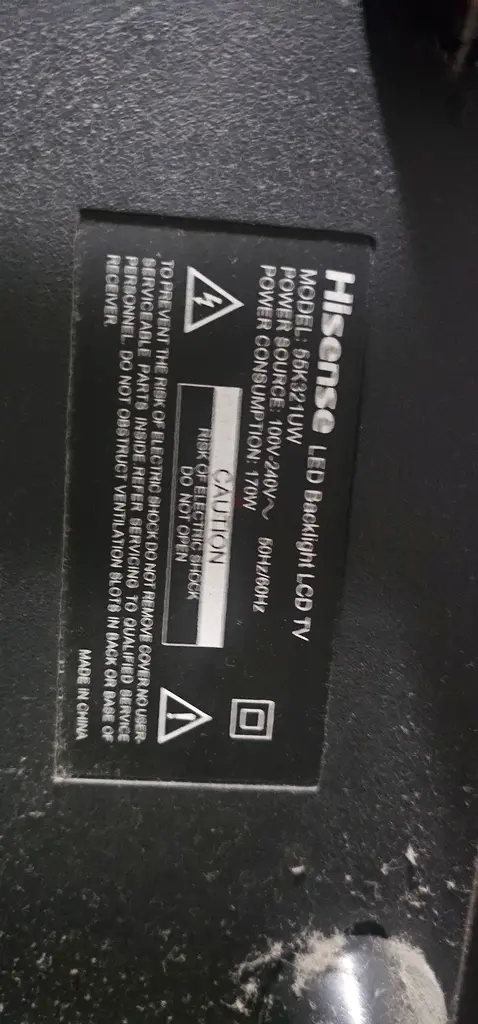 Hisense LED Backlight LCD TV
MODEL: 55K321UW
POWER SOURCE: 100V-240V~ 50Hz/60Hz
POWER CONSUMPTION: 170W
CAUTION
RISK OF ELECTRIC SHOCK
DO NOT OPEN
TO PREVENT THE RISK OF ELECTRIC SHOCK DO NOT REMOVE COVER.NO USER-
SERVICEABLE PARTS INSIDE.REFER SERVICING TO QUALIFIED SERVICE
PERSONNEL. DO NOT OBSTRUCT VENTILATION SLOTS IN BACK OR BASE OF
RECEIVER.
MADE IN CHINA